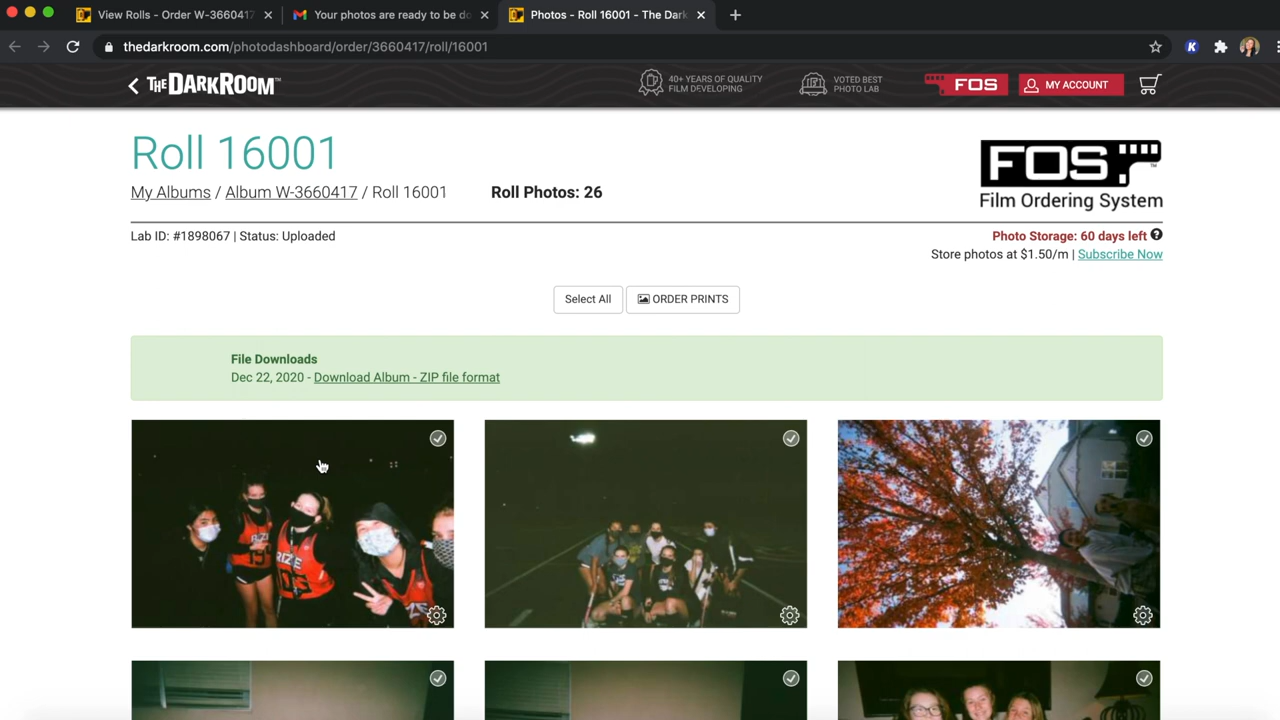 View Rolls - Order W-3660417
Your photos are ready to be do
Photos - Roll 16001 - The Dark
thedarkroom.com/photodashboard/order/3660417/roll/16001
THE DARKROOM™
40+ YEARS OF QUALITY
FILM DEVELOPING
VOTED BEST
PHOTO LAB
FOS
MY ACCOUNT
Roll 16001
My Albums / Album W-3660417 / Roll 16001
Roll Photos: 26
FOS™
Film Ordering System
Lab ID: #1898067 | Status: Uploaded
Photo Storage: 60 days left
Store photos at $1.50/m | Subscribe Now
Select All
ORDER PRINTS
File Downloads
Dec 22, 2020 - Download Album - ZIP file format